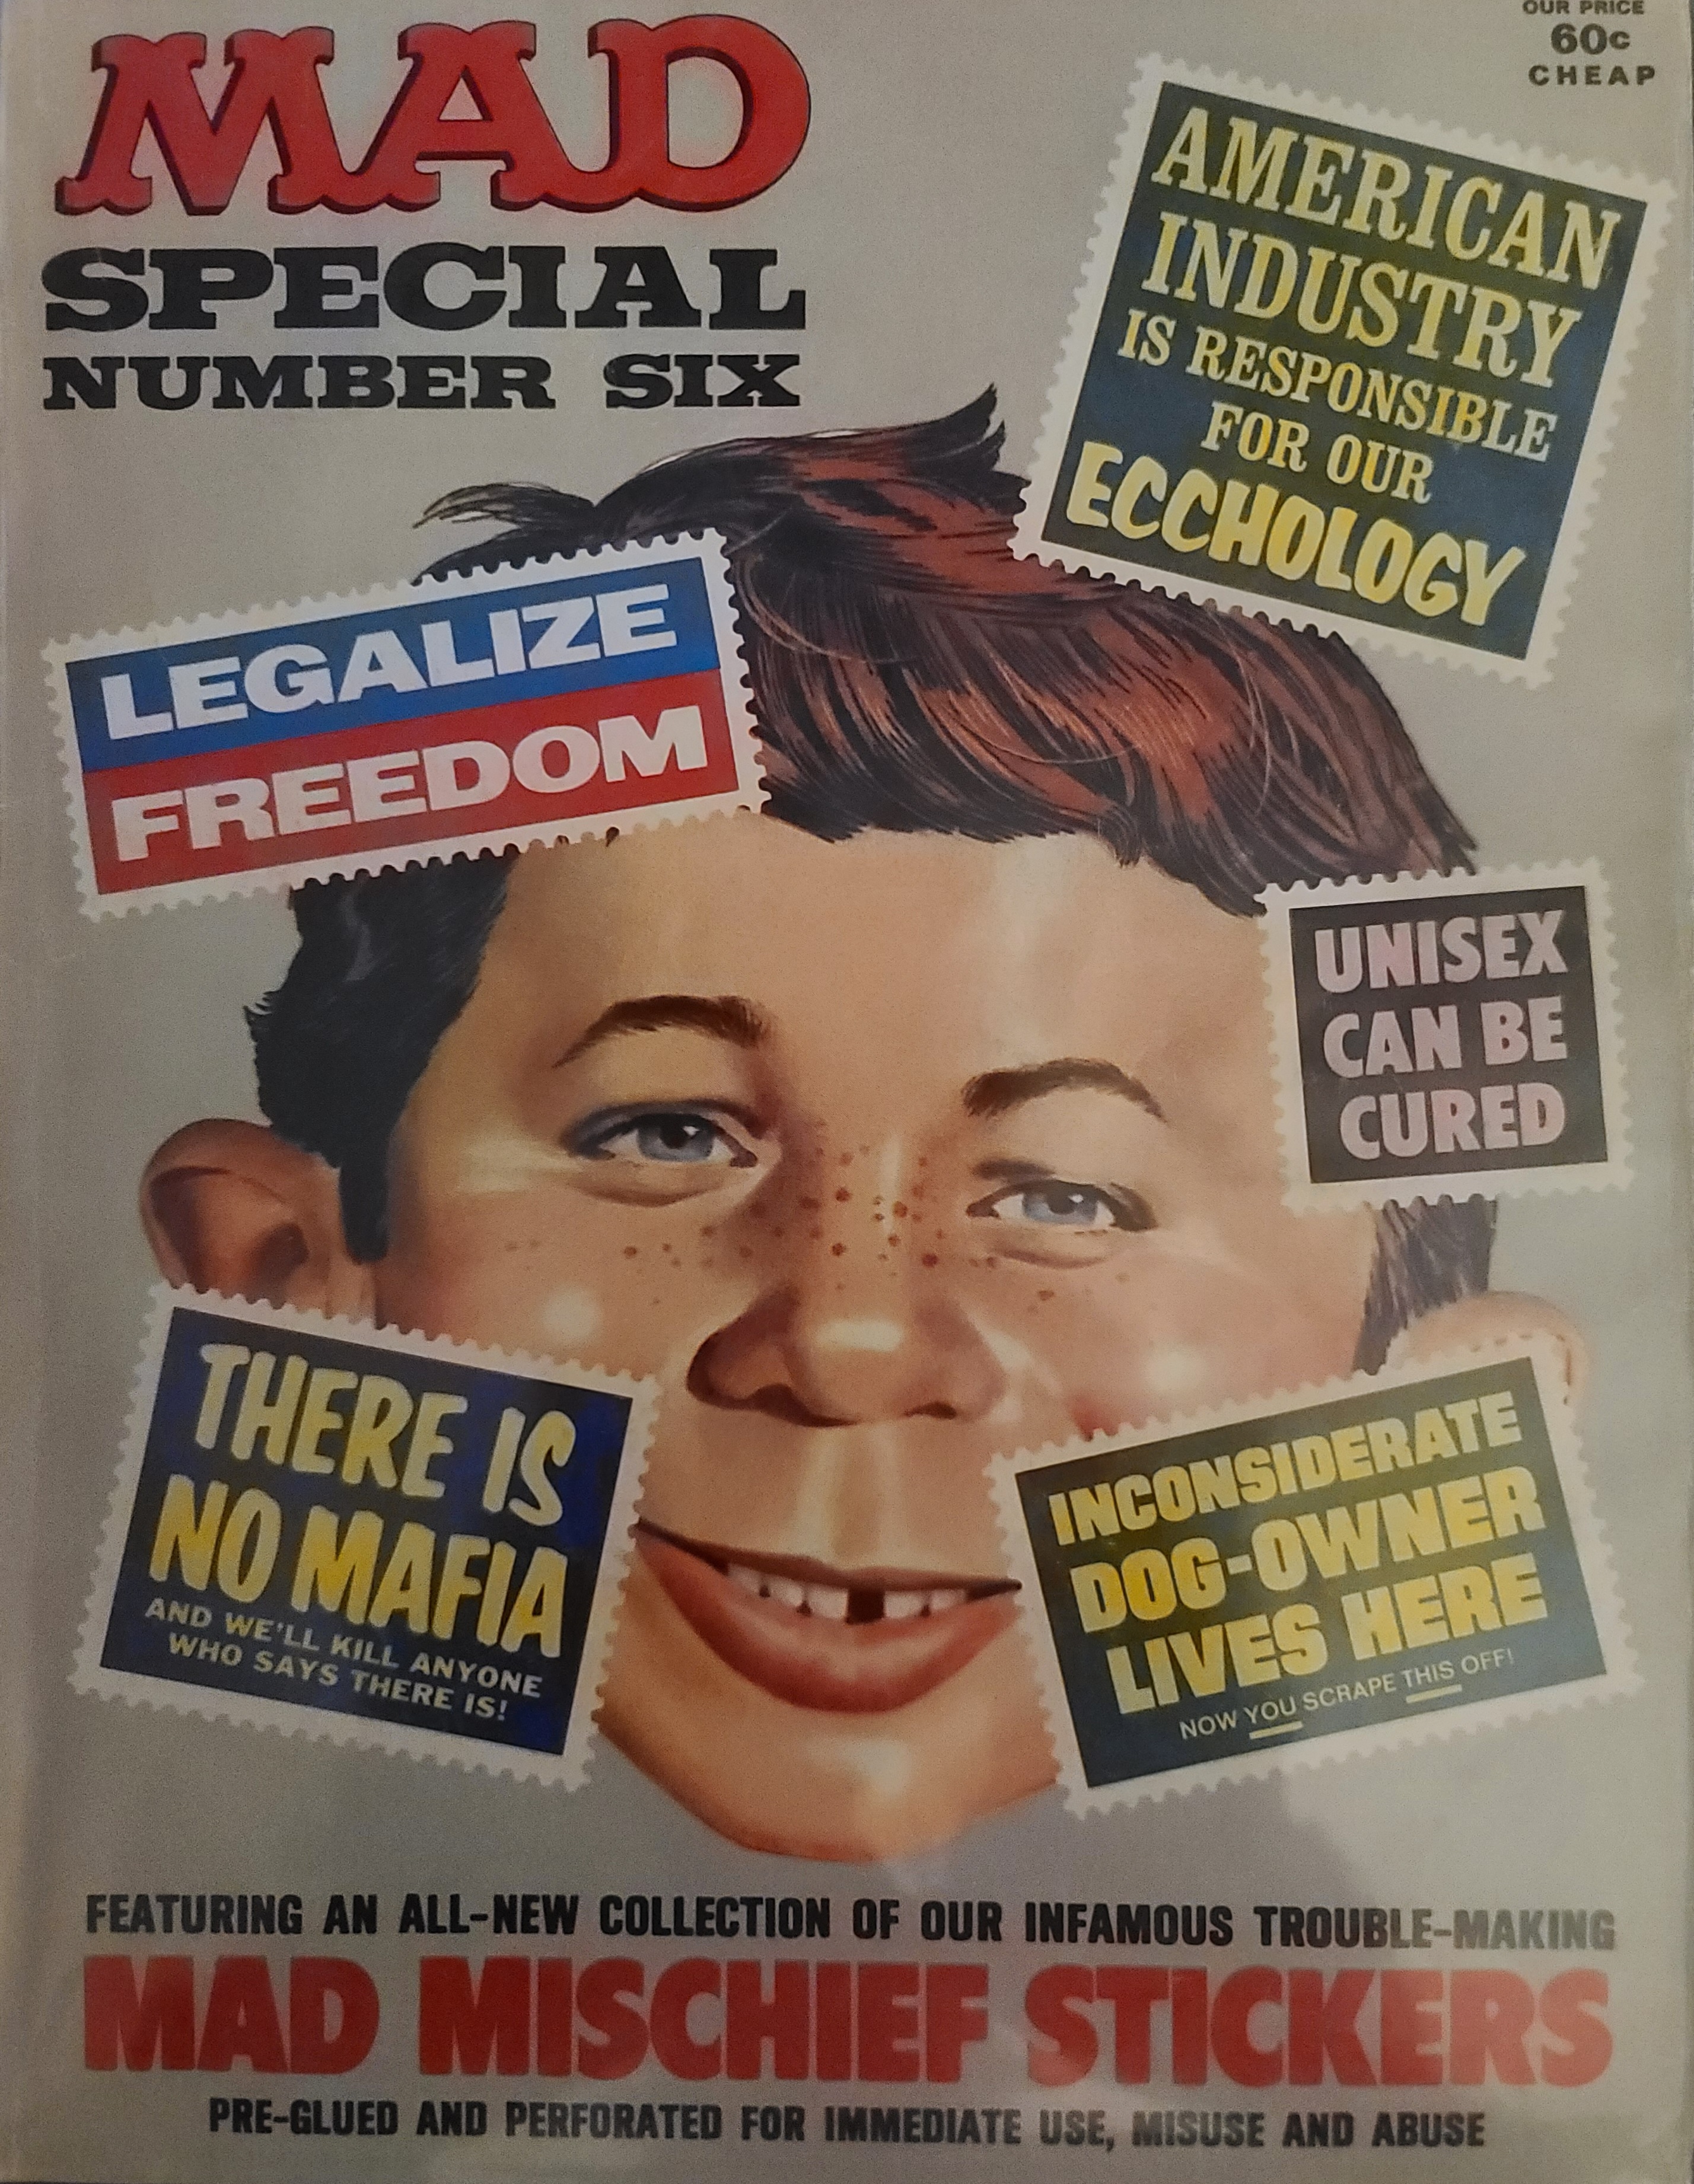 MAD
SPECIAL
NUMBER SIX
OUR PRICE
60c
CHEAP
AMERICAN
INDUSTRY
IS RESPONSIBLE
FOR OUR
ECCHOLOGY
LEGALIZE
FREEDOM
UNISEX
CAN BE
CURED
THERE IS
NO MAFIA
AND WE'LL KILL ANYONE
WHO SAYS THERE IS!
INCONSIDERATE
DOG-OWNER
LIVES HERE
NOW YOU SCRAPE THIS OFF!
FEATURING AN ALL-NEW COLLECTION OF OUR INFAMOUS TROUBLE-MAKING
MAD MISCHIEF STICKERS
PRE-GLUED AND PERFORATED FOR IMMEDIATE USE, MISUSE AND ABUSE